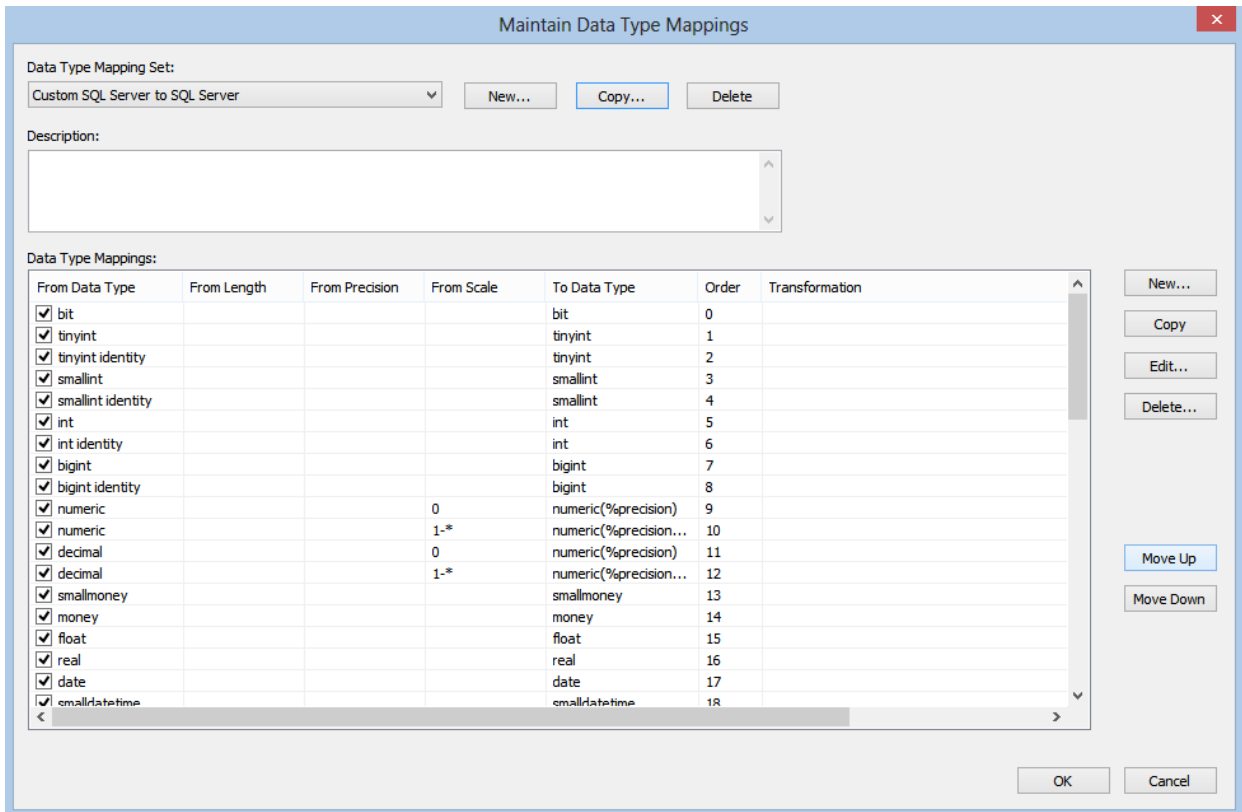 Maintain Data Type Mappings
Data Type Mapping Set:
Custom SQL Server to SQL Server New... Copy... Delete
Description:
Data Type Mappings:
From Data Type From Length From Precision From Scale To Data Type Order Transformation
bit bit 0
tinyint tinyint 1
tinyint identity tinyint 2
smallint smallint 3
smallint identity smallint 4
int int 5
int identity int 6
bigint bigint 7
bigint identity bigint 8
numeric 0 numeric(%precision) 9
numeric 1-* numeric(%precision... 10
decimal 0 numeric(%precision) 11
decimal 1-* numeric(%precision... 12
smallmoney smallmoney 13
money money 14
float float 15
real real 16
date date 17
smalldatetime smalldatetime 18
New...
Copy
Edit...
Delete...
Move Up
Move Down
OK Cancel